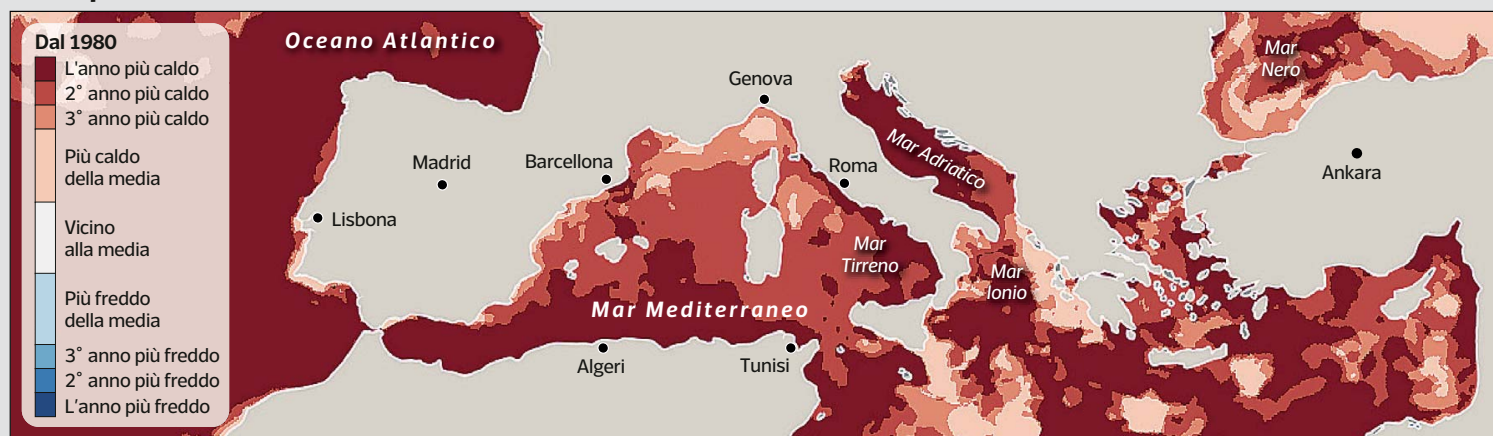 Dal 1980
L'anno più caldo
2° anno più caldo
3° anno più caldo
Più caldo
della media
Vicino
alla media
Più freddo
della media
3° anno più freddo
2° anno più freddo
L'anno più freddo
Oceano Atlantico
Mar
Nero
Genova
Madrid
Barcellona
Roma
Mar Adriatico
Ankara
Lisbona
Mar
Tirreno
Mar
Ionio
Mar Mediterraneo
Algeri
Tunisi